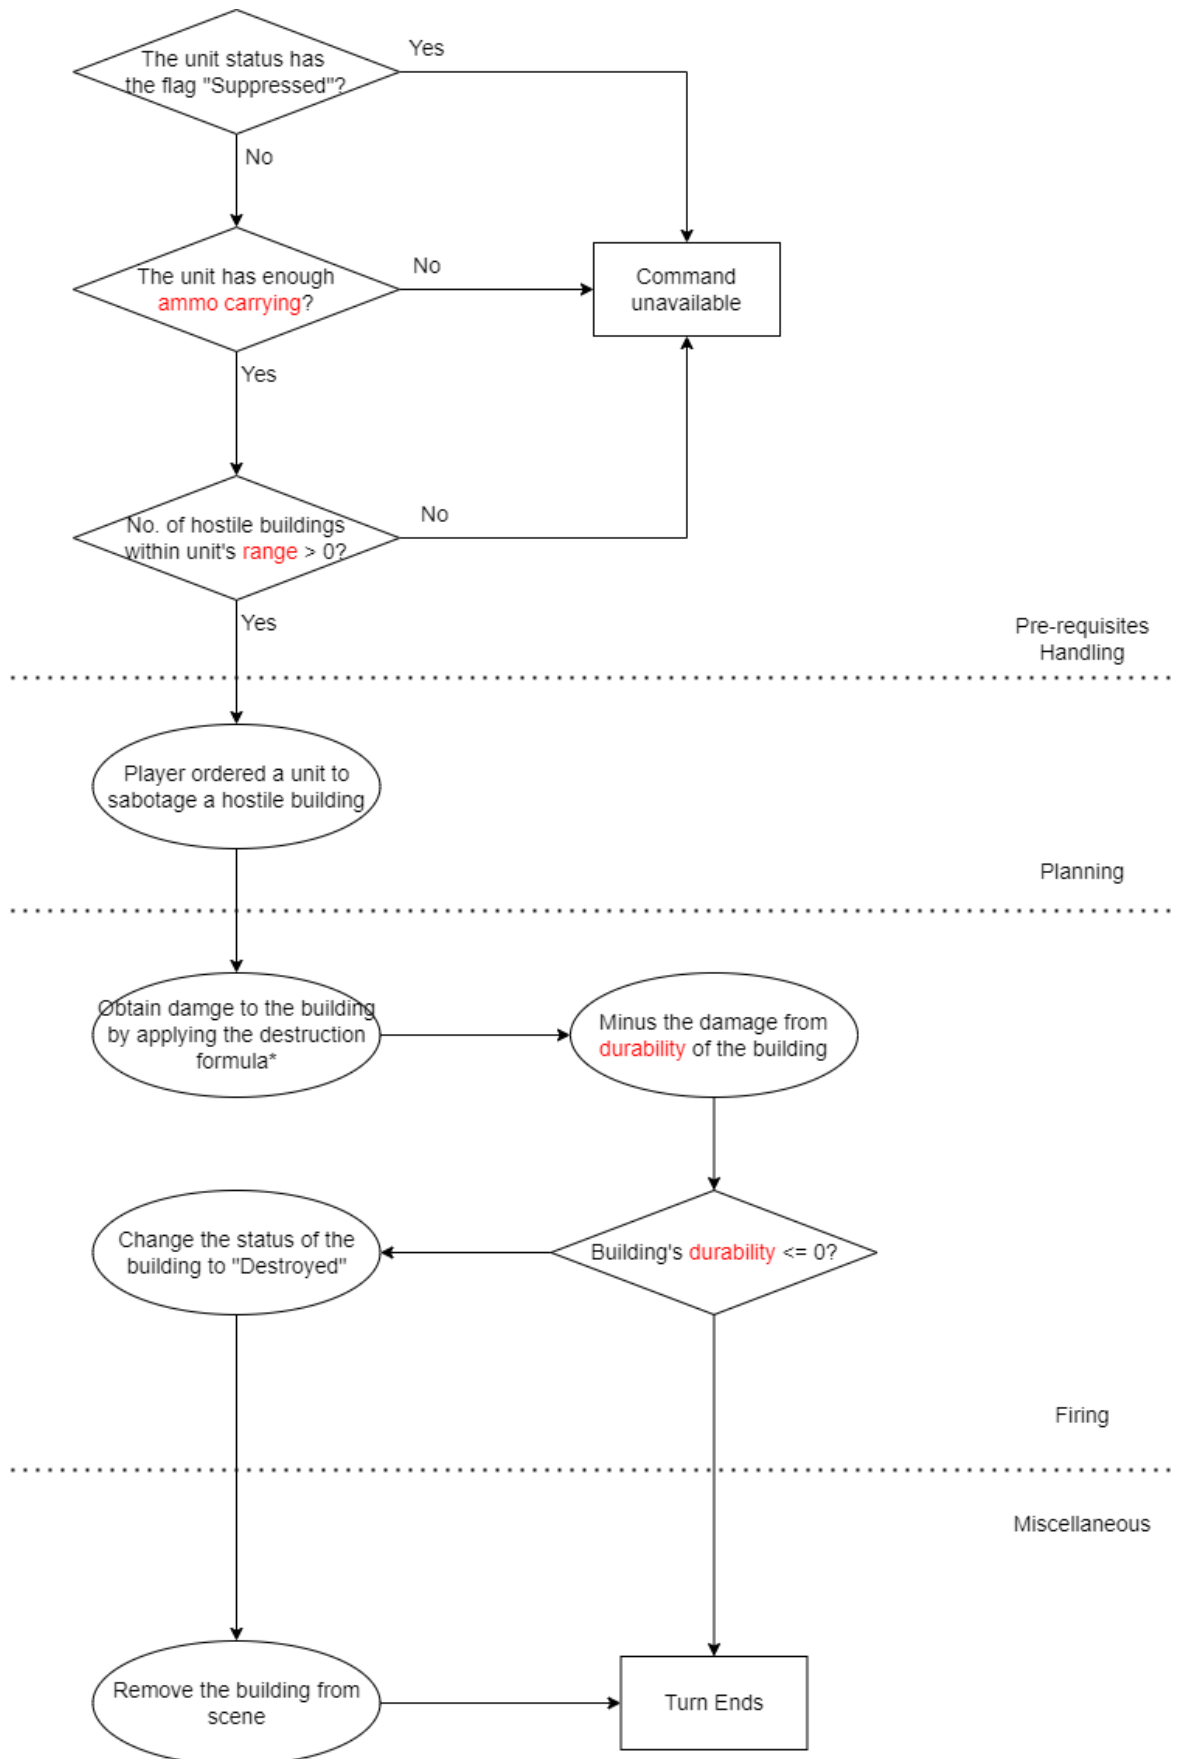 The unit status has
the flag "Suppressed"?
Yes
No
The unit has enough
ammo carrying?
No
Command
unavailable
Yes
No. of hostile buildings
within unit's range > 0?
No
Yes
Pre-requisites
Handling
Player ordered a unit to
sabotage a hostile building
Planning
Obtain damge to the building
by applying the destruction
formula*
Minus the damage from
durability of the building
Change the status of the
building to "Destroyed"
Building's durability <= 0?
Firing
Miscellaneous
Remove the building from
scene
Turn Ends